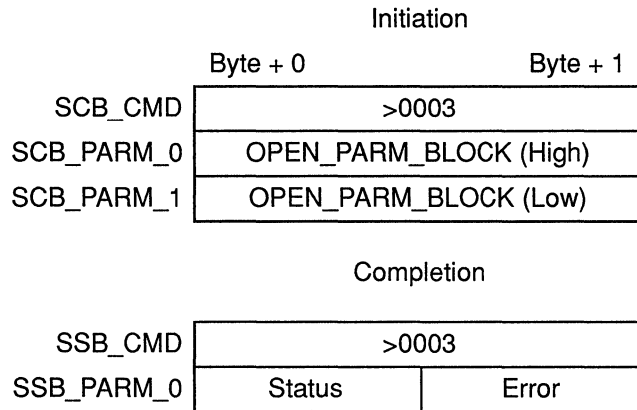 Initiation
Byte + 0 Byte + 1
SCB_CMD >0003
SCB_PARM_0 OPEN_PARM_BLOCK (High)
SCB_PARM_1 OPEN_PARM_BLOCK (Low)
Completion
SSB_CMD >0003
SSB_PARM_0 Status Error